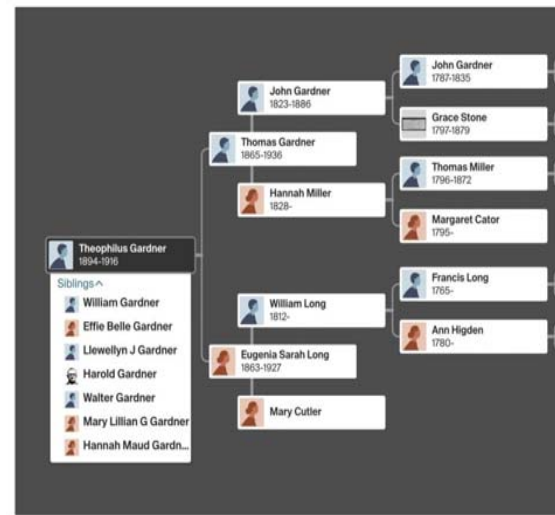 John Gardner
1787-1835
John Gardner
1823-1886
Grace Stone
1797-1879
Thomas Gardner
1865-1936
Thomas Miller
1796-1872
Hannah Miller
1828-
Margaret Cator
1795-
Theophilus Gardner
1894-1916
Siblings
William Gardner
Effie Belle Gardner
Llewellyn J Gardner
Harold Gardner
Walter Gardner
Mary Lillian G Gardner
Hannah Maud Gardn...
Francis Long
1765-
William Long
1812-
Ann Higden
1780-
Eugenia Sarah Long
1863-1927
Mary Cutler